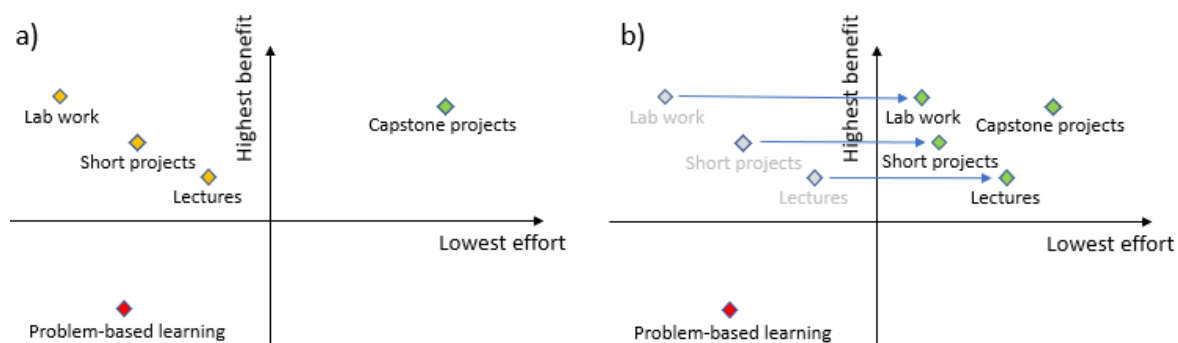 a)
Highest benefit
Lab work
Capstone projects
Short projects
Lectures
Lowest effort
Problem-based learning
b)
Highest benefit
Lab work
Lab work
Capstone projects
Short projects
Short projects
Lectures
Lectures
Lowest effort
Problem-based learning